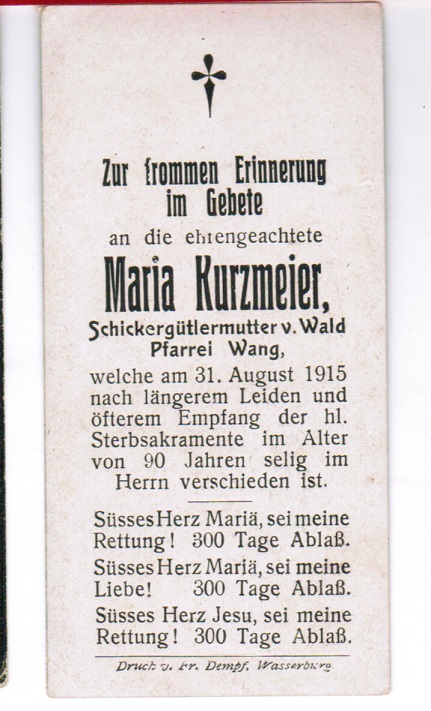 Zur frommen Erinnerung
im Gebete
an die ehrengeachtete
Maria Kurzmeier,
Schickergütlermutter v. Wald
Pfarrei Wang,
welche am 31. August 1915
nach längerem Leiden und
öfterem Empfang der hl.
Sterbsakramente im Alter
von 90 Jahren selig im
Herrn verschieden ist.
Süsses Herz Mariä, sei meine
Rettung! 300 Tage Ablaß.
Süsses Herz Mariä, sei meine
Liebe! 300 Tage Ablaß.
Süsses Herz Jesu, sei meine
Rettung! 300 Tage Ablaß.
Druck v. Fr. Dempf, Wasserburg